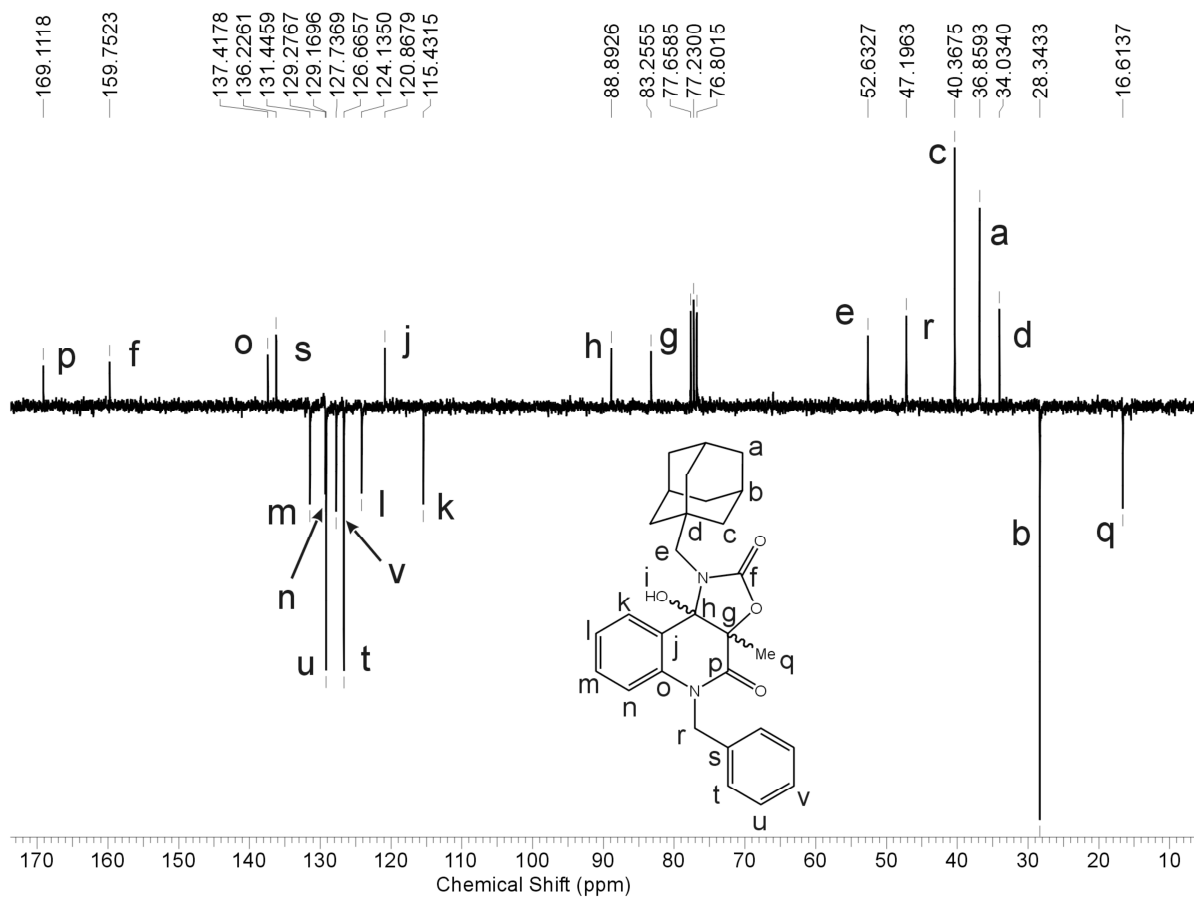 169.1118
159.7523
137.4178
136.2261
131.4459
129.2767
129.1696
127.7369
126.6657
124.1350
120.8679
115.4315
88.8926
83.2555
77.6585
77.2300
76.8015
52.6327
47.1963
40.3675
36.8593
34.0340
28.3433
16.6137
c
a
p
f
o
s
j
h
g
e
r
d
m
n
v
l
k
u
t
b
q
a
b
c
d
e
N
O
f
O
i
HO
h
g
k
l
m
n
j
o
p
Me
q
O
N
r
s
t
u
v
170 160 150 140 130 120 110 100 90 80 70 60 50 40 30 20 10
Chemical Shift (ppm)